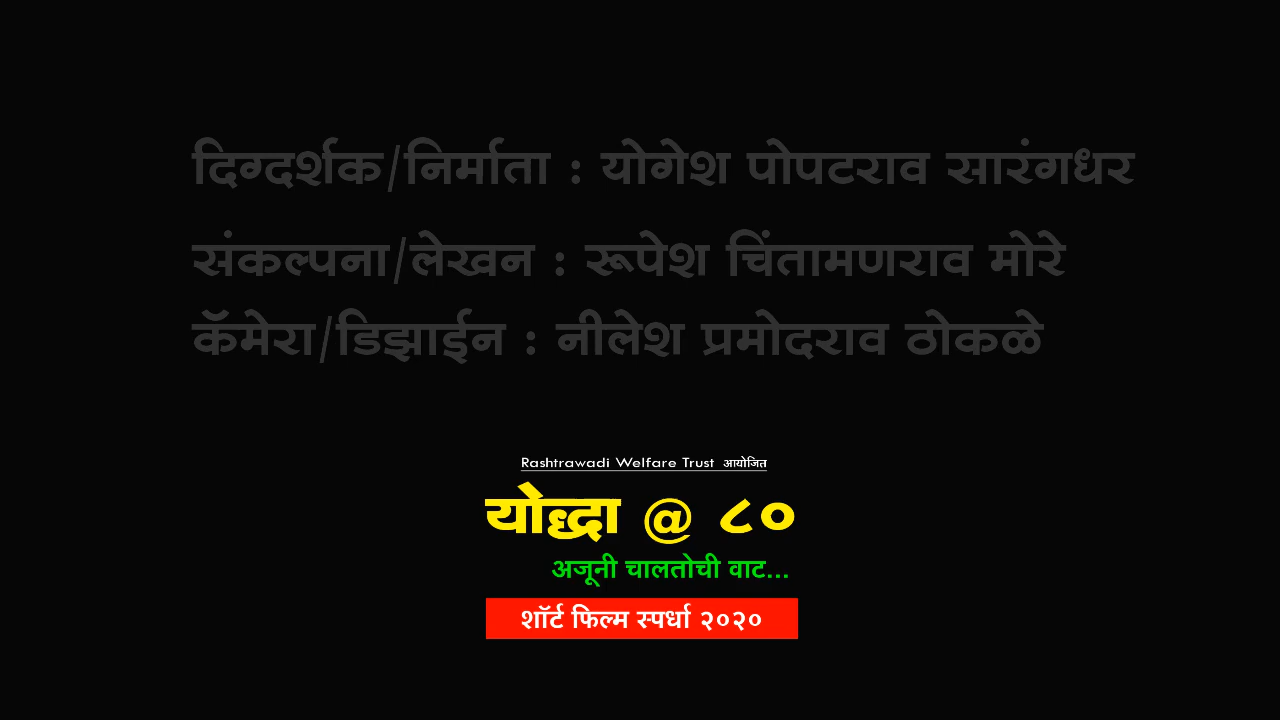 दिग्दर्शक/निर्माता : योगेश पोपटराव सारंगधर
संकल्पना/लेखन : रूपेश चिंतामणराव मोरे
कॅमेरा/डिझाईन : नीलेश प्रमोदराव ठोकळे
Rashtrawadi Welfare Trust आयोजित
योद्धा @ ८०
अजूनी चालतोची वाट...
शॉर्ट फिल्म स्पर्धा २०२०